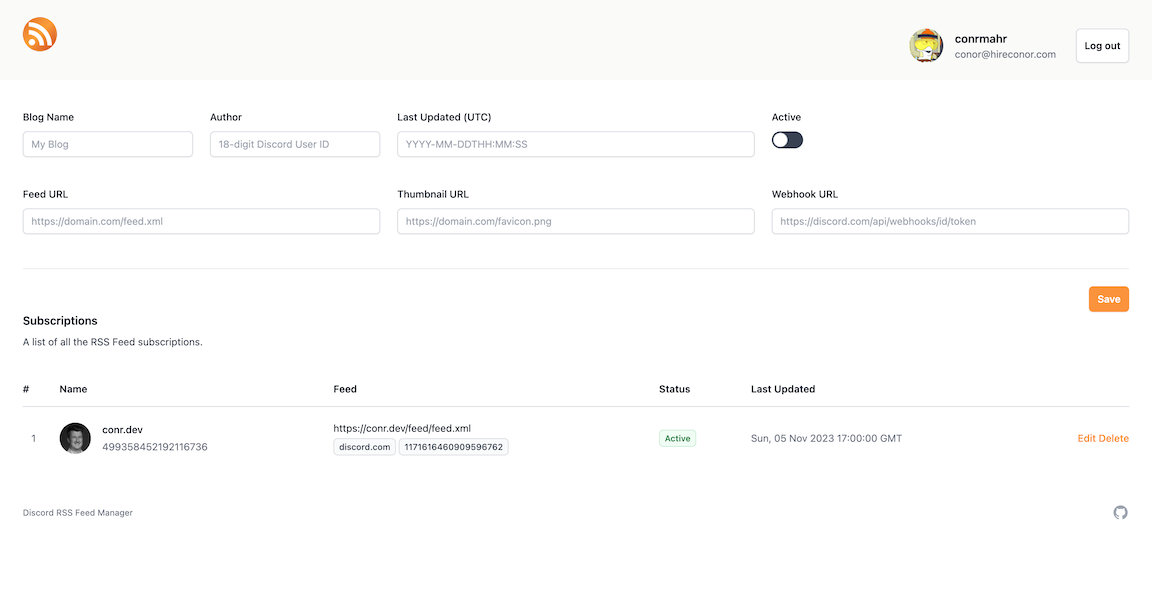 conrmahr
conor@hireconor.com
Log out
Blog Name
Author
Last Updated (UTC)
Active
My Blog
18-digit Discord User ID
YYYY-MM-DDTHH:MM:SS
Feed URL
Thumbnail URL
Webhook URL
https://domain.com/feed.xml
https://domain.com/favicon.png
https://discord.com/api/webhooks/id/token
Save
Subscriptions
A list of all the RSS Feed subscriptions.
# Name Feed Status Last Updated
1
conr.dev
499358452192116736
https://conr.dev/feed/feed.xml
discord.com 1171616460909596762
Active
Sun, 05 Nov 2023 17:00:00 GMT
Edit Delete
Discord RSS Feed Manager